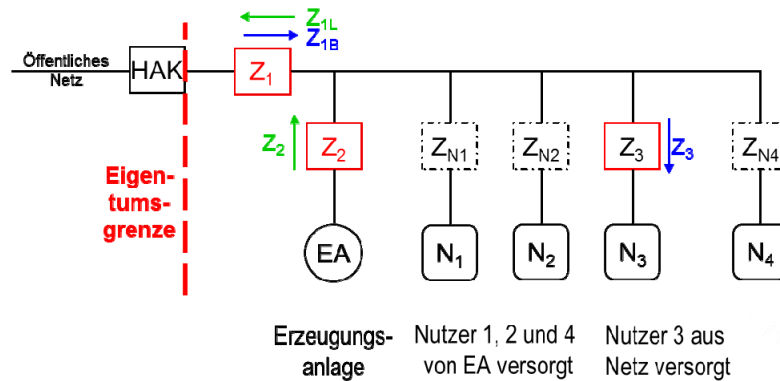 Z1L
Z1B
Öffentliches
Netz
HAK
Z1
Z2
Z2
ZN1
ZN2
Z3
Z3
ZN4
Eigen-
tums-
grenze
EA
N1
N2
N3
N4
Erzeugungs-
anlage
Nutzer 1, 2 und 4
von EA versorgt
Nutzer 3 aus
Netz versorgt